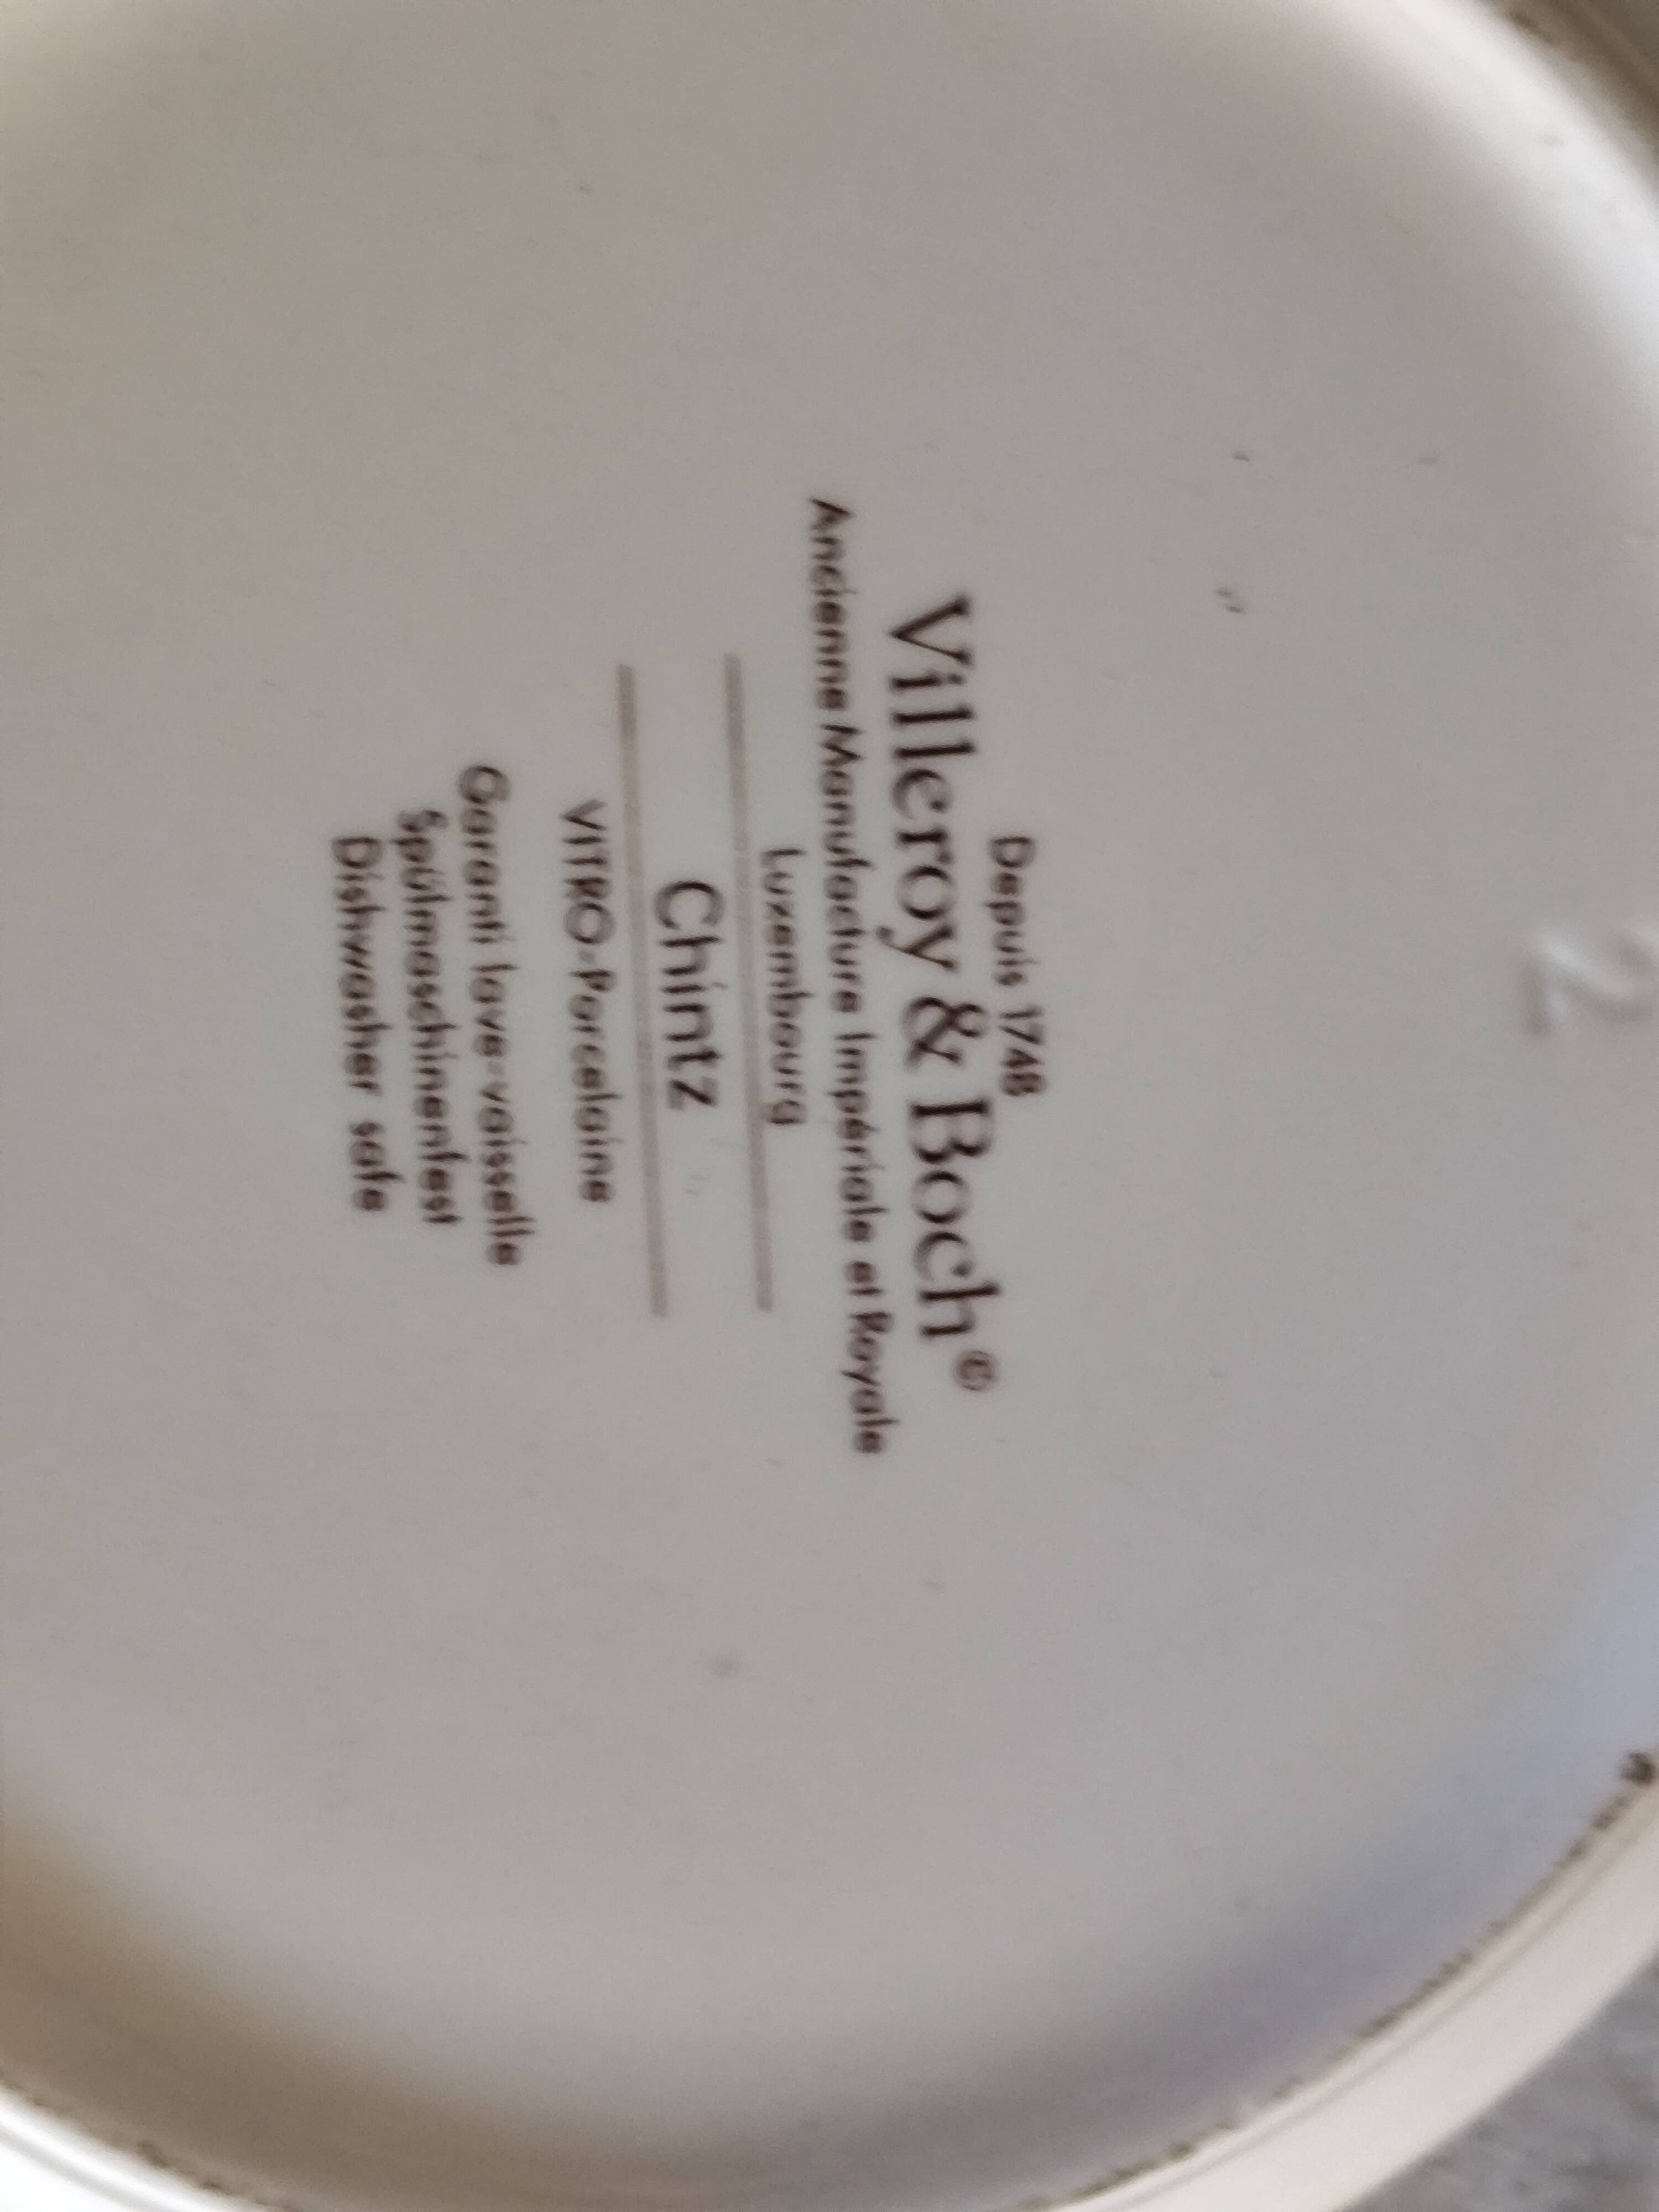 Depuis 1748
Villeroy & Boch®
Ancienne Manufacture Impériale et Royale
Luxembourg
Chintz
VITRO-Porcelaine
Garanti lave-vaisselle
Spülmaschinenfest
Dishwasher safe
2